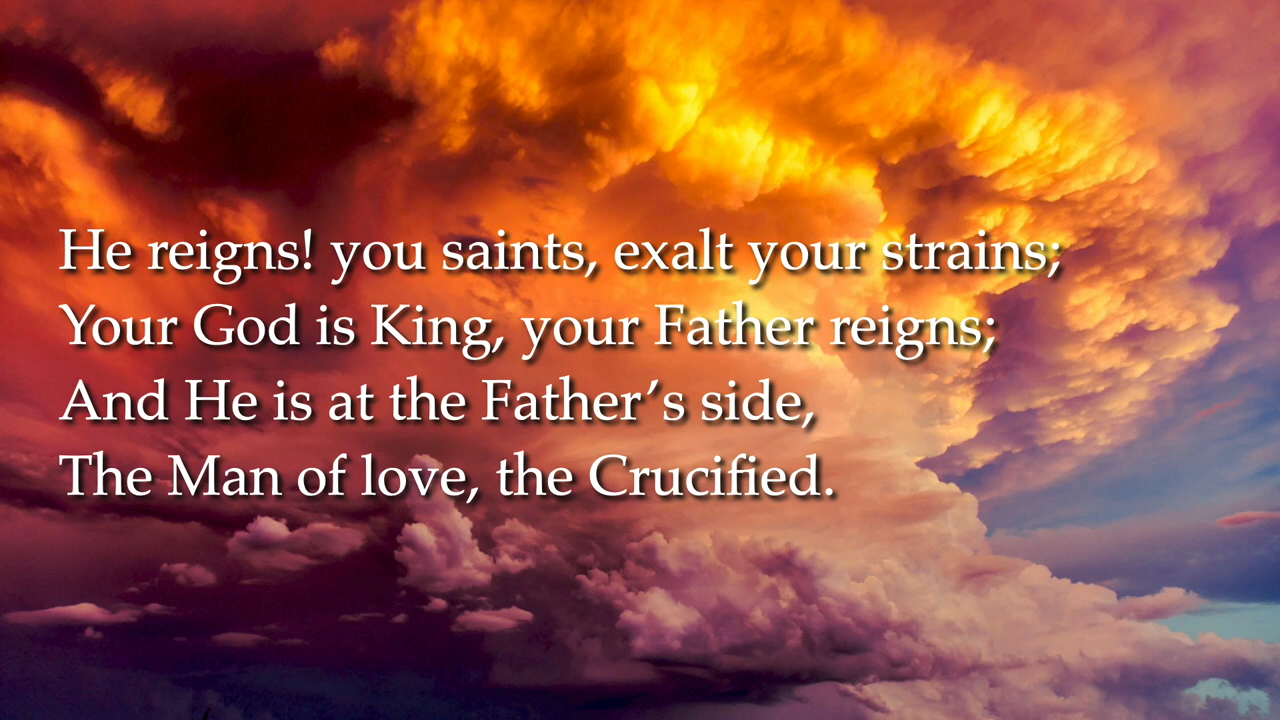 He reigns! you saints, exalt your strains;
Your God is King, your Father reigns;
And He is at the Father’s side,
The Man of love, the Crucified.